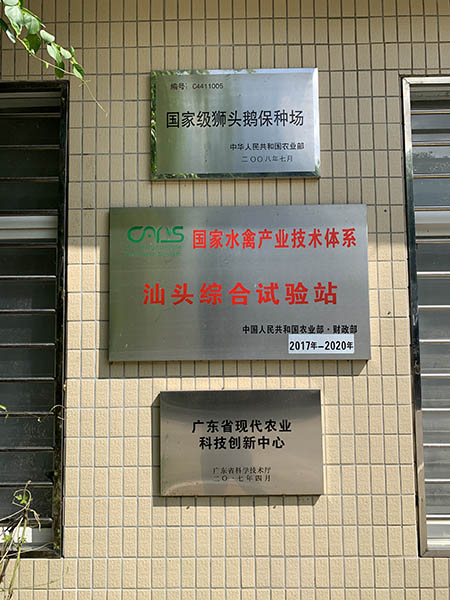 编号：C4411005
国家级狮头鹅保种场
中华人民共和国农业部
二〇〇八年七月
CARS 国家水禽产业技术体系
汕头综合试验站
中国人民共和国农业部·财政部
2017年—2020年
广东省现代农业
科技创新中心
广东省科学技术厅
二〇一七年四月